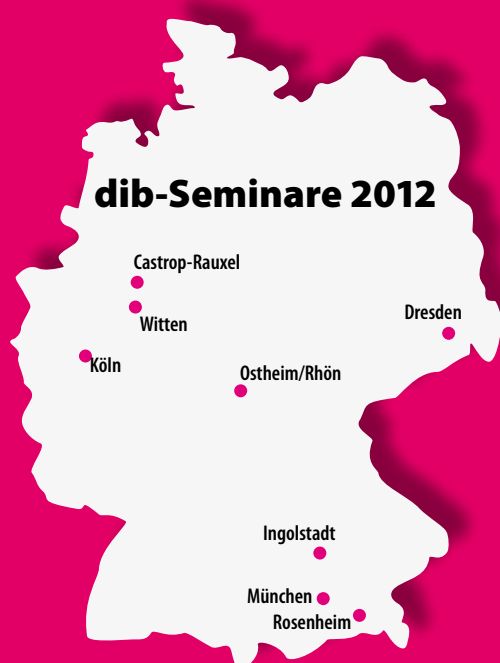 dib-Seminare 2012
Castrop-Rauxel
Witten
Dresden
Köln
Ostheim/Rhön
Ingolstadt
München
Rosenheim